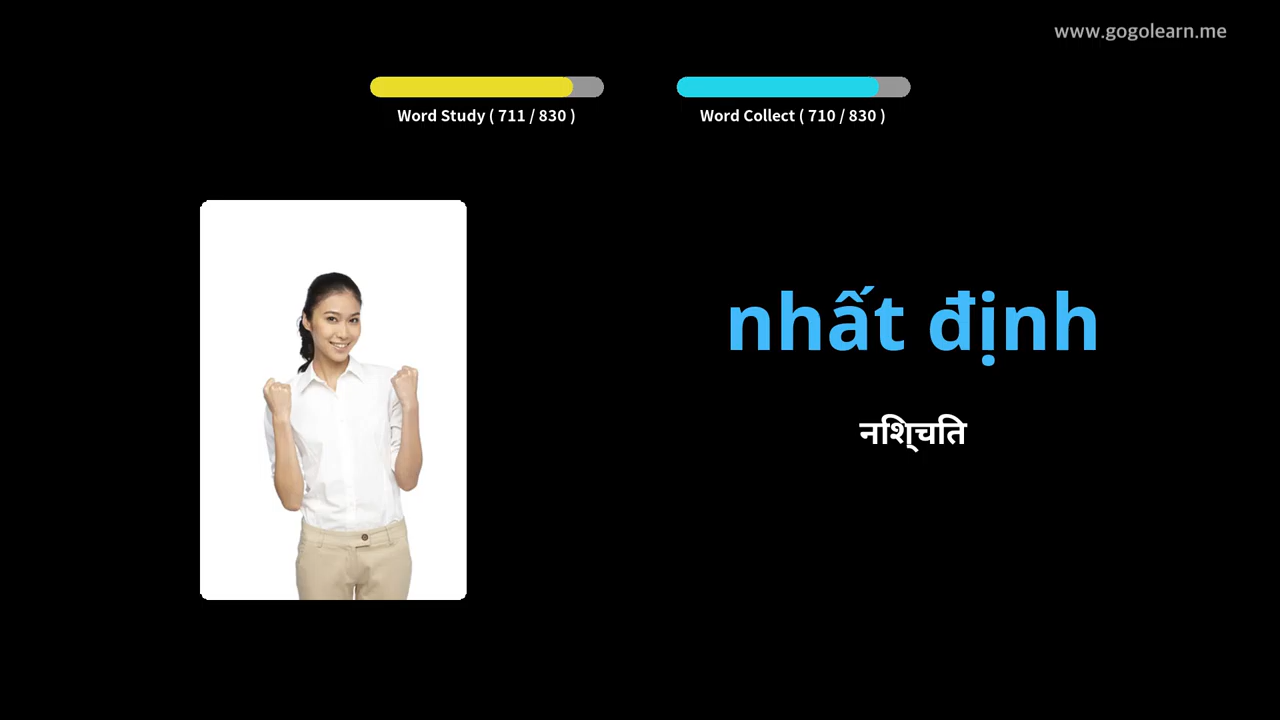 www.gogolearn.me
Word Study ( 711 / 830 )
Word Collect ( 710 / 830 )
nhất định
नशि्चति